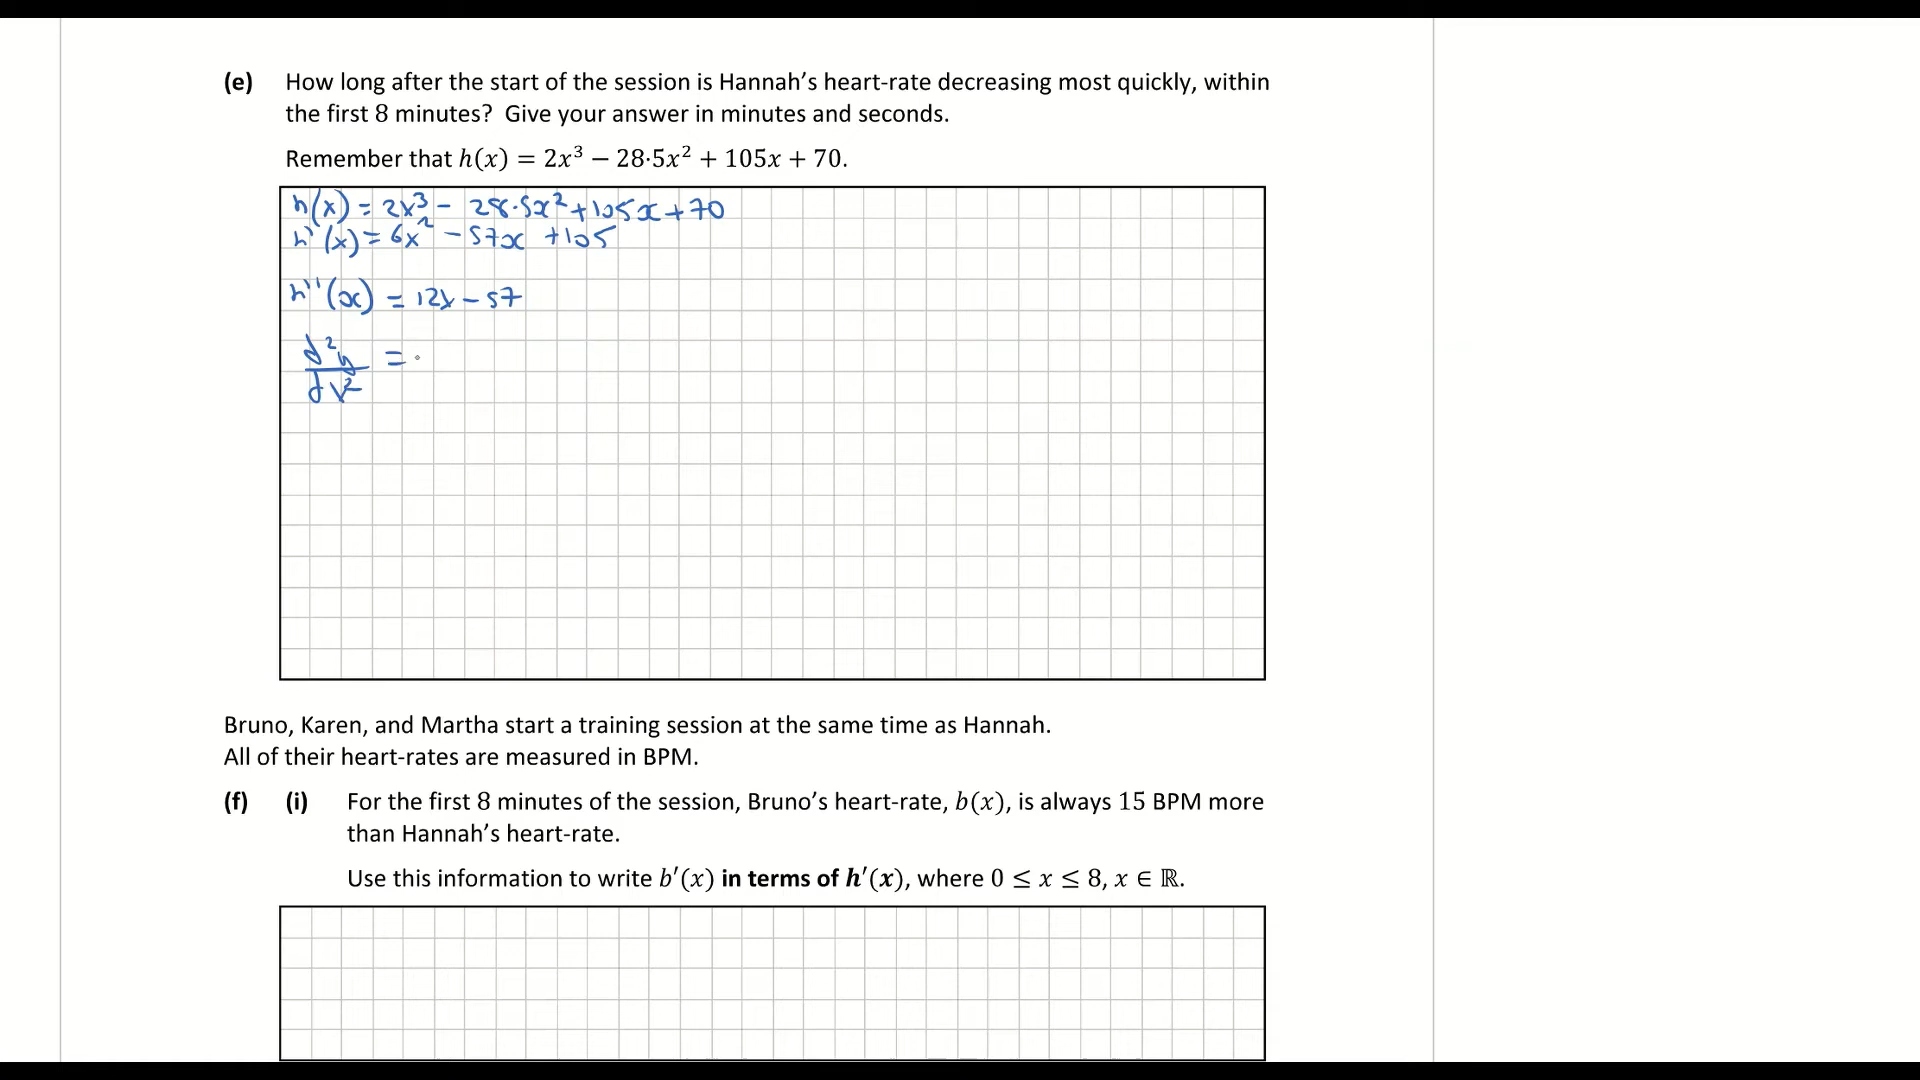 (e) How long after the start of the session is Hannah's heart-rate decreasing most quickly, within
the first 8 minutes? Give your answer in minutes and seconds.
Remember that h(x) = 2x³ − 28·5x² + 105x + 70.
h(x) = 2x³ − 28·5x² + 105x + 70
h'(x) = 6x² − 57x + 105
h''(x) = 12x − 57
d²y/dx² =
Bruno, Karen, and Martha start a training session at the same time as Hannah.
All of their heart-rates are measured in BPM.
(f) (i) For the first 8 minutes of the session, Bruno's heart-rate, b(x), is always 15 BPM more
than Hannah's heart-rate.
Use this information to write b′(x) in terms of h′(x), where 0 ≤ x ≤ 8, x ∈ ℝ.